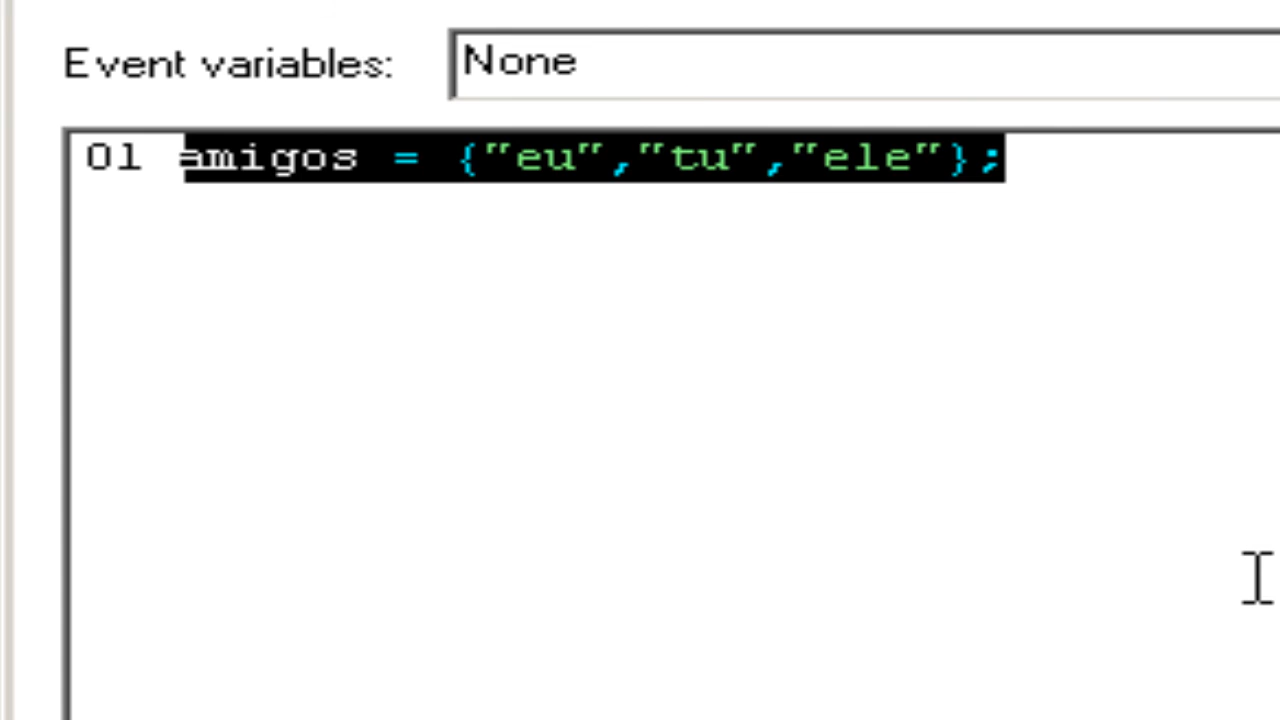 Event variables: None
01 amigos = {"eu","tu","ele"};